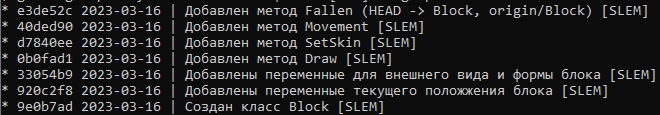 * e3de52c 2023-03-16 | Добавлен метод Fallen (HEAD -> Block, origin/Block) [SLEM]
* 40ded90 2023-03-16 | Добавлен метод Movement [SLEM]
* d7840ee 2023-03-16 | Добавлен метод SetSkin [SLEM]
* 0b0fad1 2023-03-16 | Добавлен метод Draw [SLEM]
* 33054b9 2023-03-16 | Добавлены переменные для внешнего вида и формы блока [SLEM]
* 920c2f8 2023-03-16 | Добавлены переменные текущего положжения блока [SLEM]
* 9e0b7ad 2023-03-16 | Создан класс Block [SLEM]